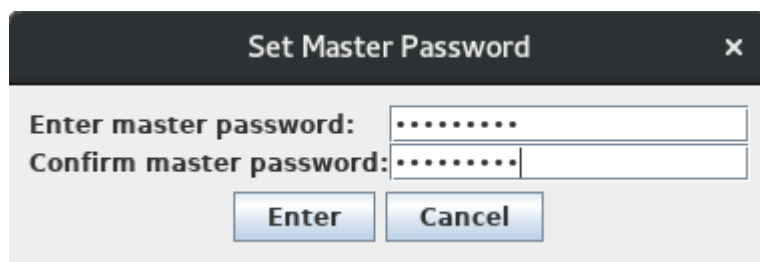 Set Master Password ×
Enter master password: •••••••••
Confirm master password: •••••••••
Enter Cancel